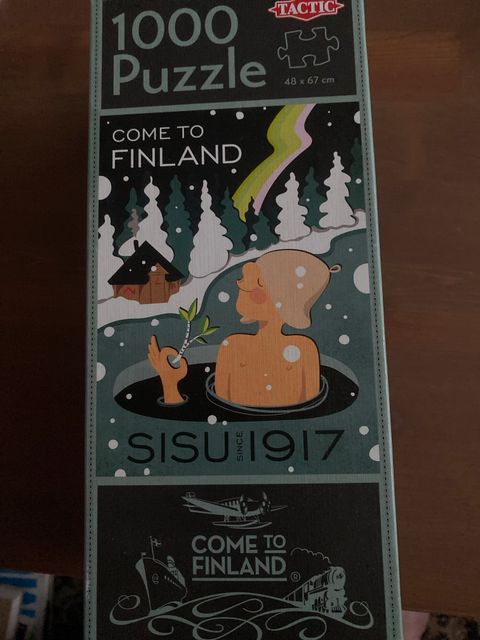 TACTIC
1000
Puzzle
48 x 67 cm
COME TO
FINLAND
SISU SINCE 1917
COME TO
FINLAND ®